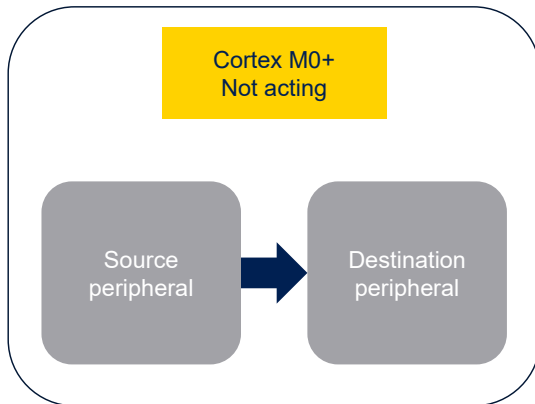 Cortex M0+
Not acting
Source
peripheral
Destination
peripheral